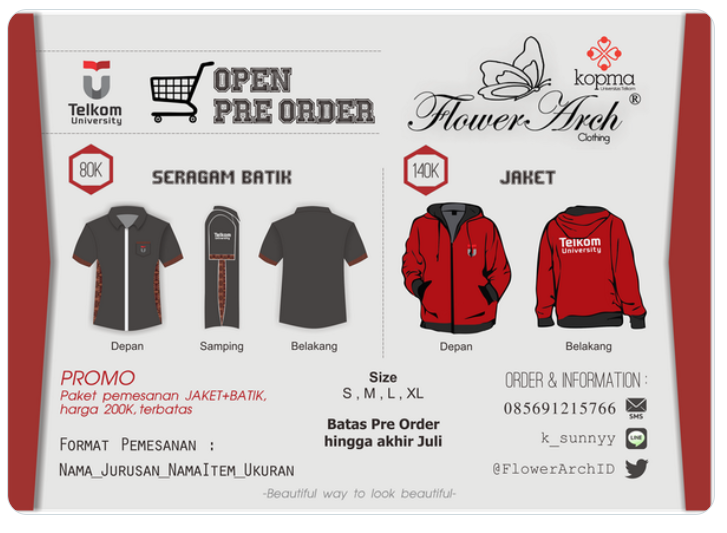 Telkom
University
OPEN
PRE ORDER
kopma
Universitas Telkom
FlowerArch ®
Clothing
80K
SERAGAM BATIK
140K
JAKET
Telkom
University
Telkom
University
Depan
Samping
Belakang
Depan
Belakang
PROMO
Paket pemesanan JAKET+BATIK,
harga 200K, terbatas
Format Pemesanan :
Nama_Jurusan_NamaItem_Ukuran
Size
S , M , L , XL
Batas Pre Order
hingga akhir Juli
ORDER & INFORMATION :
085691215766
SMS
k_sunnyy
LINE
@FlowerArchID
-Beautiful way to look beautiful-